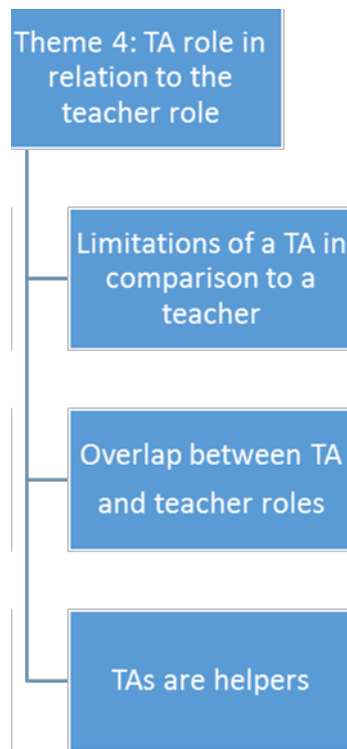 Theme 4: TA role in
relation to the
teacher role
Limitations of a TA in
comparison to a
teacher
Overlap between TA
and teacher roles
TAs are helpers